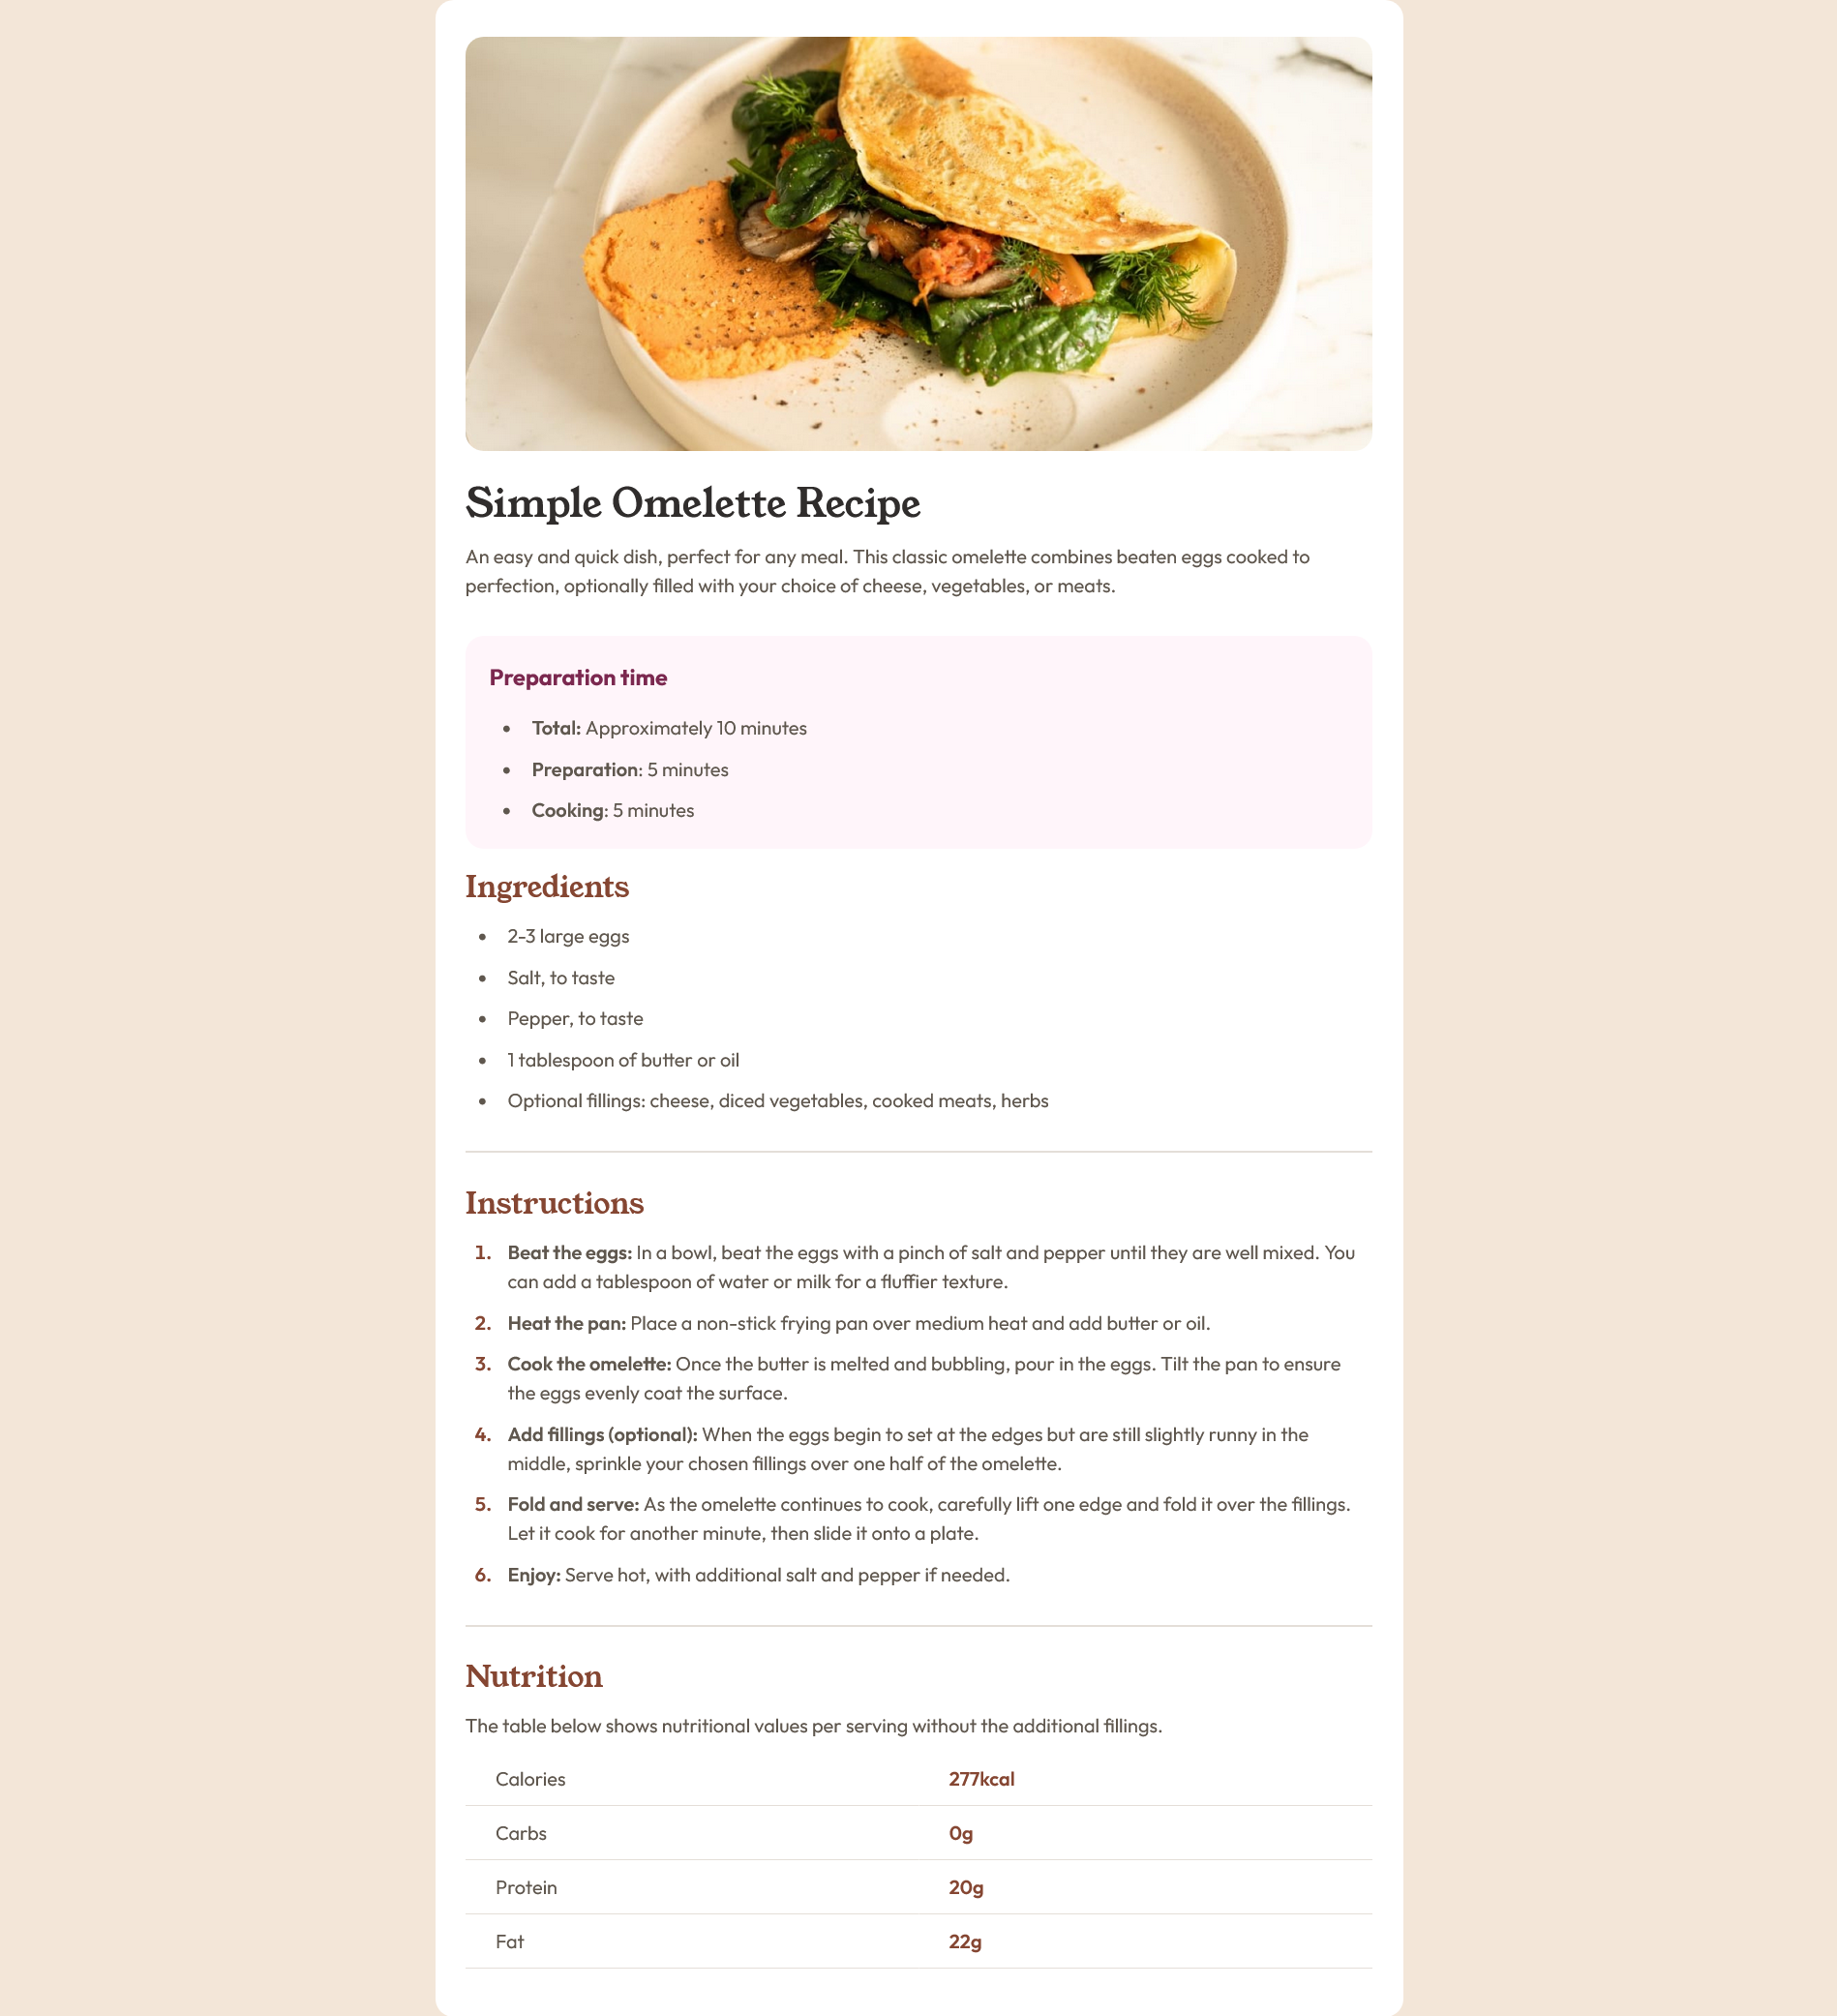 Simple Omelette Recipe
An easy and quick dish, perfect for any meal. This classic omelette combines beaten eggs cooked to
perfection, optionally filled with your choice of cheese, vegetables, or meats.
Preparation time
• Total: Approximately 10 minutes
• Preparation: 5 minutes
• Cooking: 5 minutes
Ingredients
• 2-3 large eggs
• Salt, to taste
• Pepper, to taste
• 1 tablespoon of butter or oil
• Optional fillings: cheese, diced vegetables, cooked meats, herbs
Instructions
1. Beat the eggs: In a bowl, beat the eggs with a pinch of salt and pepper until they are well mixed. You
can add a tablespoon of water or milk for a fluffier texture.
2. Heat the pan: Place a non-stick frying pan over medium heat and add butter or oil.
3. Cook the omelette: Once the butter is melted and bubbling, pour in the eggs. Tilt the pan to ensure
the eggs evenly coat the surface.
4. Add fillings (optional): When the eggs begin to set at the edges but are still slightly runny in the
middle, sprinkle your chosen fillings over one half of the omelette.
5. Fold and serve: As the omelette continues to cook, carefully lift one edge and fold it over the fillings.
Let it cook for another minute, then slide it onto a plate.
6. Enjoy: Serve hot, with additional salt and pepper if needed.
Nutrition
The table below shows nutritional values per serving without the additional fillings.
Calories 277kcal
Carbs 0g
Protein 20g
Fat 22g